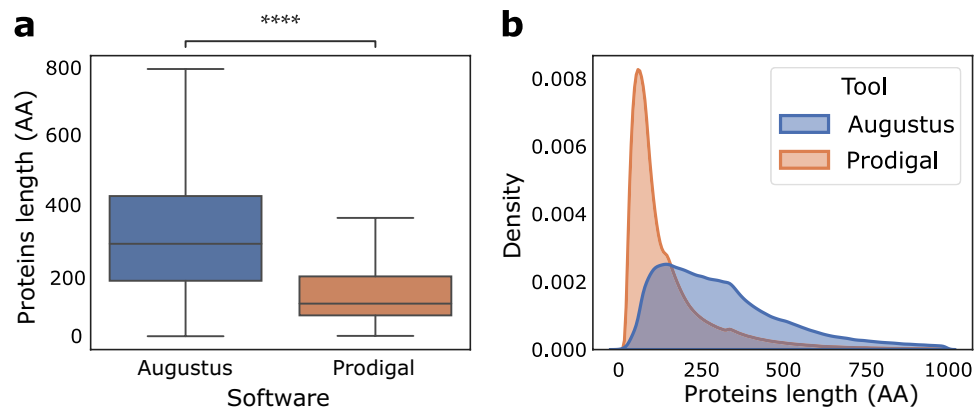 a
****
Proteins length (AA)
800
600
400
200
0
Augustus
Prodigal
Software
b
Density
0.008
0.006
0.004
0.002
0.000
Tool
Augustus
Prodigal
0
250
500
750
1000
Proteins length (AA)